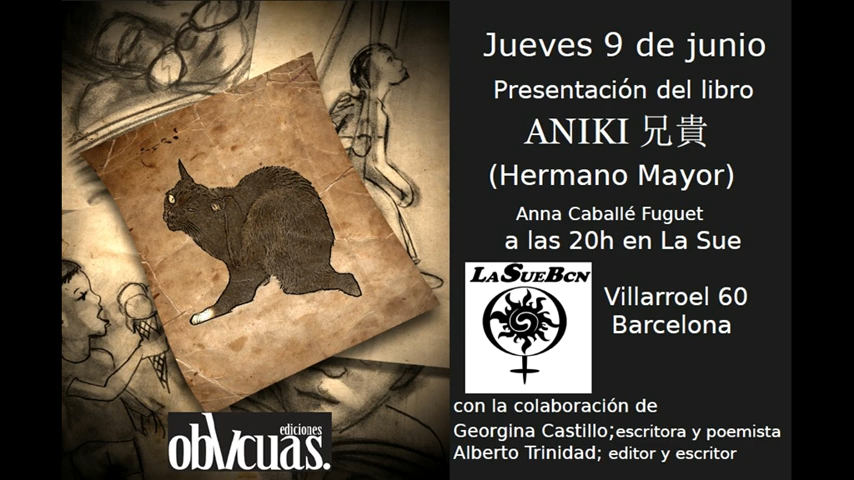 Jueves 9 de junio
Presentación del libro
ANIKI 兄貴
(Hermano Mayor)
Anna Caballé Fuguet
a las 20h en La Sue
LASUEBCN
Villarroel 60
Barcelona
con la colaboración de
Georgina Castillo;escritora y poemista
Alberto Trinidad; editor y escritor
ediciones
obvcuas.